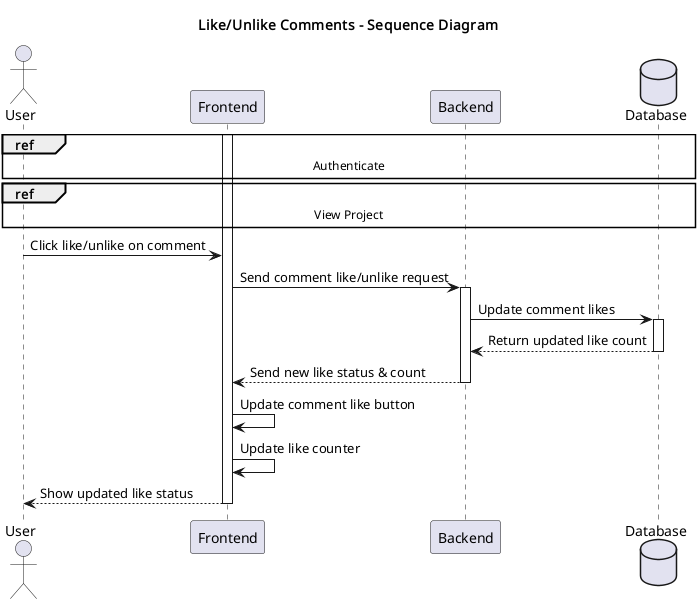 Like/Unlike Comments - Sequence Diagram
User
Frontend
Backend
Database
ref
Authenticate
ref
View Project
Click like/unlike on comment
Send comment like/unlike request
Update comment likes
Return updated like count
Send new like status & count
Update comment like button
Update like counter
Show updated like status
User
Frontend
Backend
Database